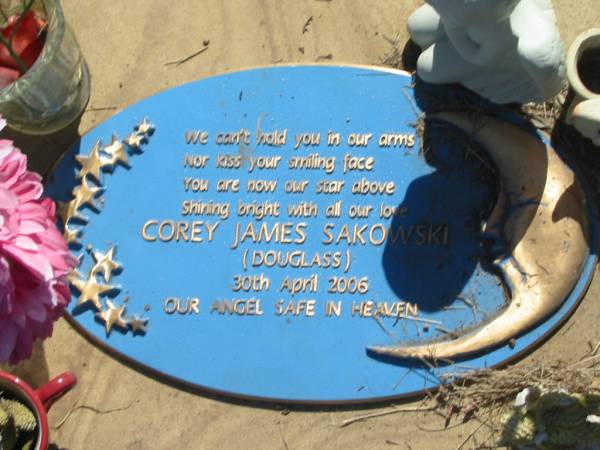 We can't hold you in our arms
Nor kiss your smiling face
You are now our star above
Shining bright with all our love
COREY JAMES SAKOWSKI
(DOUGLASS)
30th April 2006
OUR ANGEL SAFE IN HEAVEN